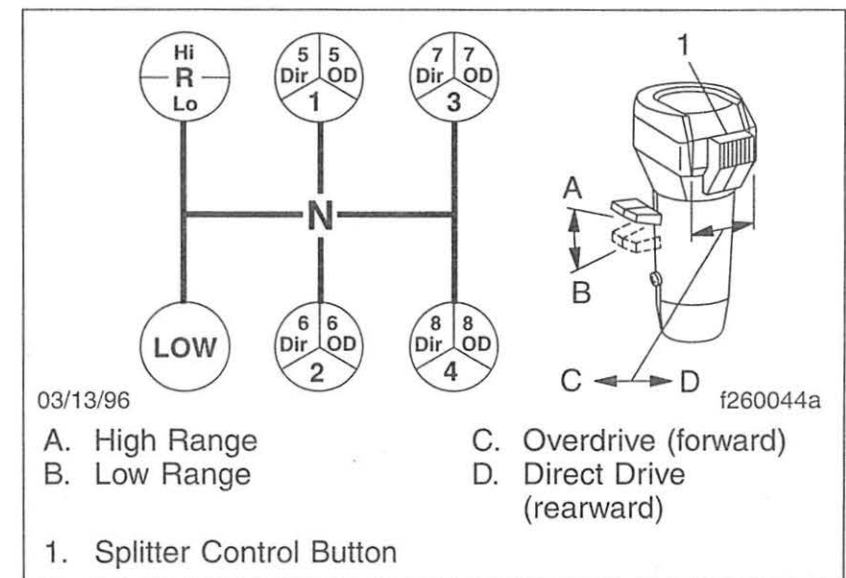 Hi
R
Lo
5 5
Dir OD
1
7 7
Dir OD
3
1
N
A
B
LOW
6 6
Dir OD
2
8 8
Dir OD
4
C D
03/13/96 f260044a
A. High Range
B. Low Range
C. Overdrive (forward)
D. Direct Drive
(rearward)
1. Splitter Control Button